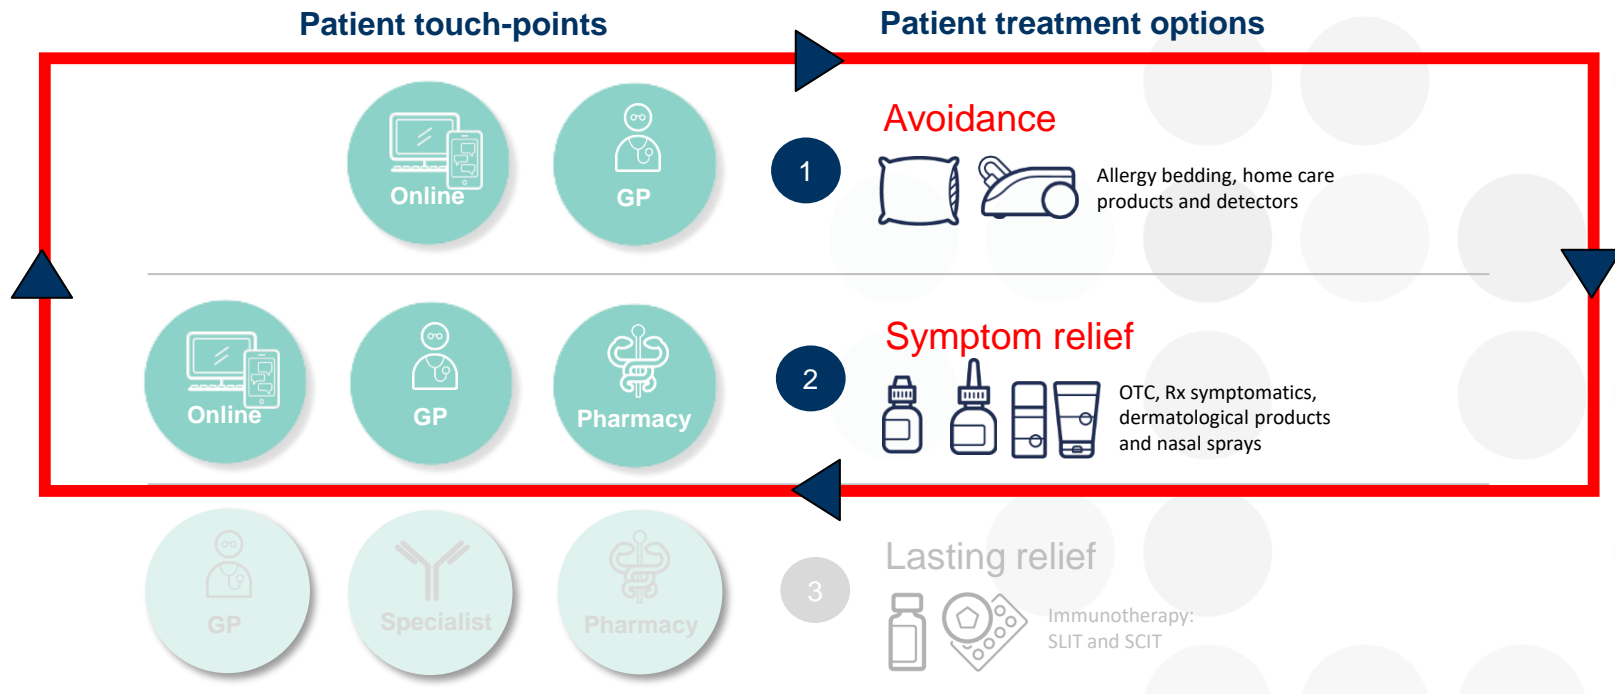 Patient touch-points
Patient treatment options
Online
GP
1
Avoidance
Allergy bedding, home care
products and detectors
Online
GP
Pharmacy
2
Symptom relief
OTC, Rx symptomatics,
dermatological products
and nasal sprays
GP
Specialist
Pharmacy
3
Lasting relief
Immunotherapy:
SLIT and SCIT